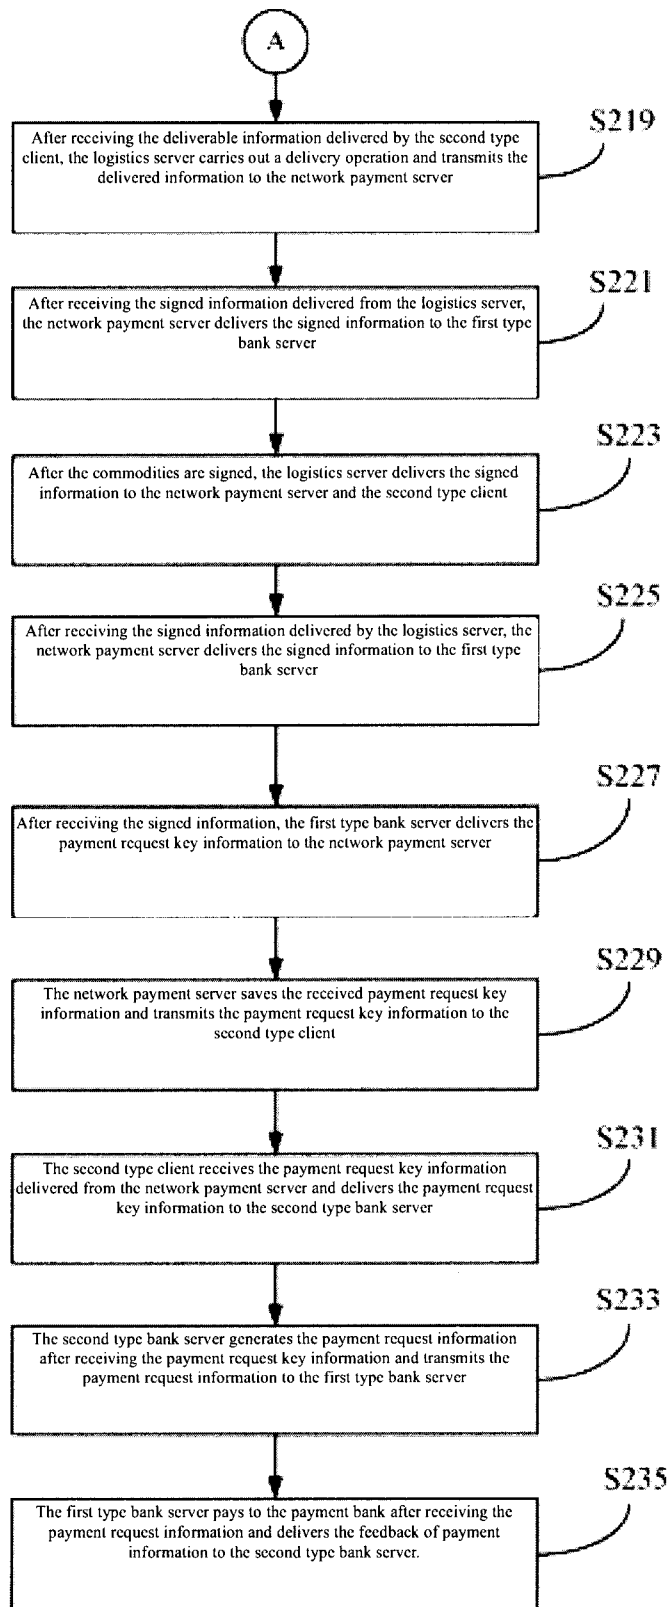 A
S219
After receiving the deliverable information delivered by the second type
client, the logistics server carries out a delivery operation and transmits the
delivered information to the network payment server
S221
After receiving the signed information delivered from the logistics server,
the network payment server delivers the signed information to the first type
bank server
S223
After the commodities are signed, the logistics server delivers the signed
information to the network payment server and the second type client
S225
After receiving the signed information delivered by the logistics server, the
network payment server delivers the signed information to the first type
bank server
S227
After receiving the signed information, the first type bank server delivers the
payment request key information to the network payment server
S229
The network payment server saves the received payment request key
information and transmits the payment request key information to the
second type client
S231
The second type client receives the payment request key information
delivered from the network payment server and delivers the payment request
key information to the second type bank server
S233
The second type bank server generates the payment request information
after receiving the payment request key information and transmits the
payment request information to the first type bank server
S235
The first type bank server pays to the payment bank after receiving the
payment request information and delivers the feedback of payment
information to the second type bank server.